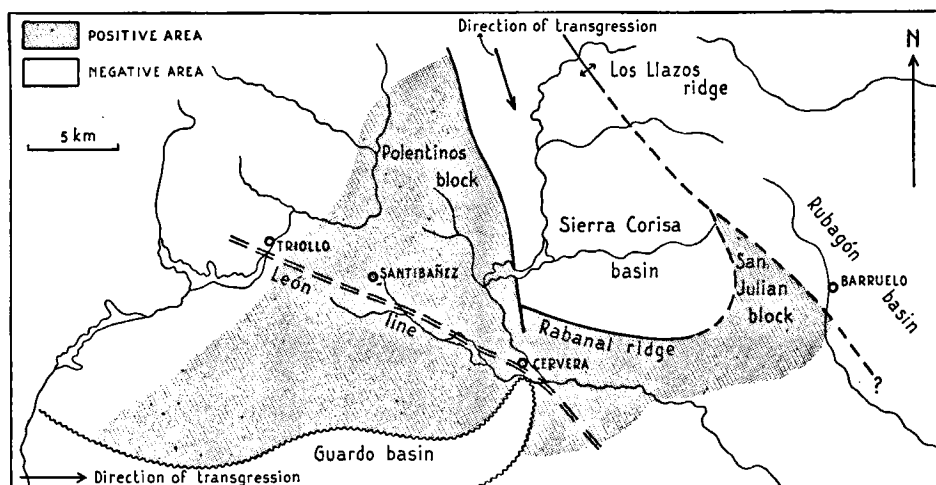 POSITIVE AREA
NEGATIVE AREA
5 km
Direction of transgression
N
Los Llazos
ridge
Polentinos
block
Sierra Corisa
basin
San
Julian
block
Rubagón
basin
BARRUELO
TRIOLLO
SANTIBAÑEZ
León
line
Rabanal ridge
CERVERA
?
Guardo basin
Direction of transgression